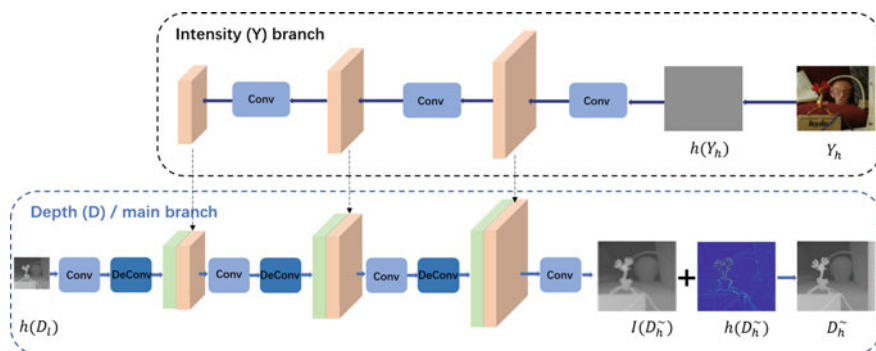 Intensity (Y) branch
Conv
Conv
Conv
h(Y_h)
Y_h
Depth (D) / main branch
Conv
DeConv
Conv
DeConv
Conv
DeConv
Conv
h(D_l)
l(D_h^~)
+
h(D_h^~)
D_h^~